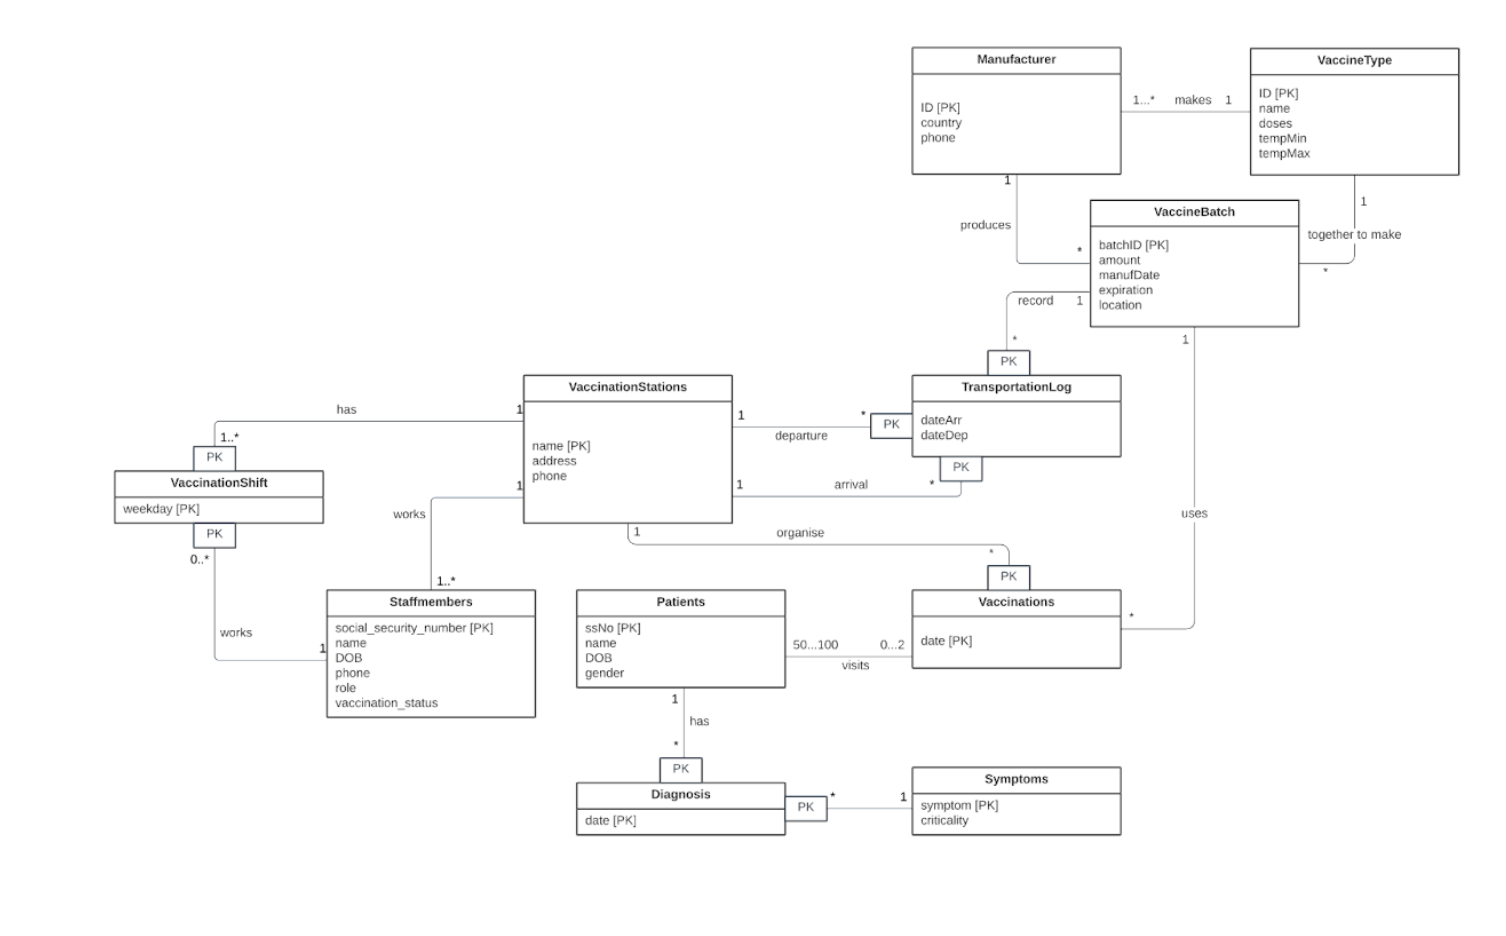 Manufacturer
ID [PK]
country
phone
1...* makes 1
VaccineType
ID [PK]
name
doses
tempMin
tempMax
1
produces
*
VaccineBatch
batchID [PK]
amount
manufDate
expiration
location
1
together to make
*
record 1
*
PK
TransportationLog
dateArr
dateDep
PK
PK
VaccinationStations
name [PK]
address
phone
1
departure
*
1
arrival
*
has
1
1..*
PK
VaccinationShift
weekday [PK]
PK
0..*
works
1
works
1
1..*
Staffmembers
social_security_number [PK]
name
DOB
phone
role
vaccination_status
1
organise
*
PK
Vaccinations
date [PK]
1
uses
*
Patients
ssNo [PK]
name
DOB
gender
50...100 0...2
visits
1
has
*
PK
Diagnosis
date [PK]
PK
*
1
Symptoms
symptom [PK]
criticality